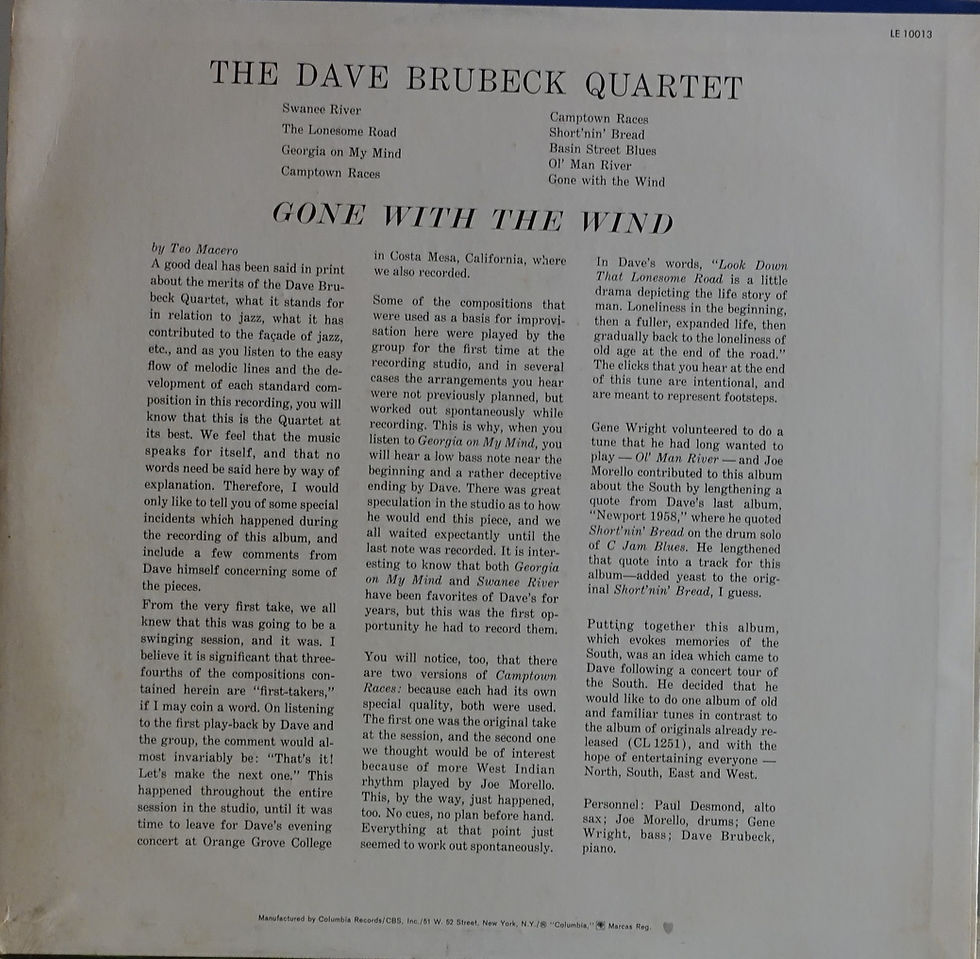 LE 10013
THE DAVE BRUBECK QUARTET
Swanee River
The Lonesome Road
Georgia on My Mind
Camptown Races
Camptown Races
Short'nin' Bread
Basin Street Blues
Ol' Man River
Gone with the Wind
GONE WITH THE WIND
by Teo Macero
A good deal has been said in print
about the merits of the Dave Bru-
beck Quartet, what it stands for
in relation to jazz, what it has
contributed to the façade of jazz,
etc., and as you listen to the easy
flow of melodic lines and the de-
velopment of each standard com-
position in this recording, you will
know that this is the Quartet at
its best. We feel that the music
speaks for itself, and that no
words need be said here by way of
explanation. Therefore, I would
only like to tell you of some special
incidents which happened during
the recording of this album, and
include a few comments from
Dave himself concerning some of
the pieces.
From the very first take, we all
knew that this was going to be a
swinging session, and it was. I
believe it is significant that three-
fourths of the compositions con-
tained herein are "first-takers,"
if I may coin a word. On listening
to the first play-back by Dave and
the group, the comment would al-
most invariably be: "That's it!
Let's make the next one." This
happened throughout the entire
session in the studio, until it was
time to leave for Dave's evening
concert at Orange Grove College
in Costa Mesa, California, where
we also recorded.
Some of the compositions that
were used as a basis for improvi-
sation here were played by the
group for the first time at the
recording studio, and in several
cases the arrangements you hear
were not previously planned, but
worked out spontaneously while
recording. This is why, when you
listen to Georgia on My Mind, you
will hear a low bass note near the
beginning and a rather deceptive
ending by Dave. There was great
speculation in the studio as to how
he would end this piece, and we
all waited expectantly until the
last note was recorded. It is inter-
esting to know that both Georgia
on My Mind and Swanee River
have been favorites of Dave's for
years, but this was the first op-
portunity he had to record them.
You will notice, too, that there
are two versions of Camptown
Races: because each had its own
special quality, both were used.
The first one was the original take
at the session, and the second one
we thought would be of interest
because of more West Indian
rhythm played by Joe Morello.
This, by the way, just happened,
too. No cues, no plan before hand.
Everything at that point just
seemed to work out spontaneously.
In Dave's words, "Look Down
That Lonesome Road is a little
drama depicting the life story of
man. Loneliness in the beginning,
then a fuller, expanded life, then
gradually back to the loneliness of
old age at the end of the road."
The clicks that you hear at the end
of this tune are intentional, and
are meant to represent footsteps.
Gene Wright volunteered to do a
tune that he had long wanted to
play — Ol' Man River — and Joe
Morello contributed to this album
about the South by lengthening a
quote from Dave's last album,
"Newport 1958," where he quoted
Short'nin' Bread on the drum solo
of C Jam Blues. He lengthened
that quote into a track for this
album—added yeast to the orig-
inal Short'nin' Bread, I guess.
Putting together this album,
which evokes memories of the
South, was an idea which came to
Dave following a concert tour of
the South. He decided that he
would like to do one album of old
and familiar tunes in contrast to
the album of originals already re-
leased (CL 1251), and with the
hope of entertaining everyone —
North, South, East and West.
Personnel: Paul Desmond, alto
sax; Joe Morello, drums; Gene
Wright, bass; Dave Brubeck,
piano.
Manufactured by Columbia Records/CBS, Inc./51 W. 52 Street, New York, N.Y./® "Columbia," Marcas Reg.